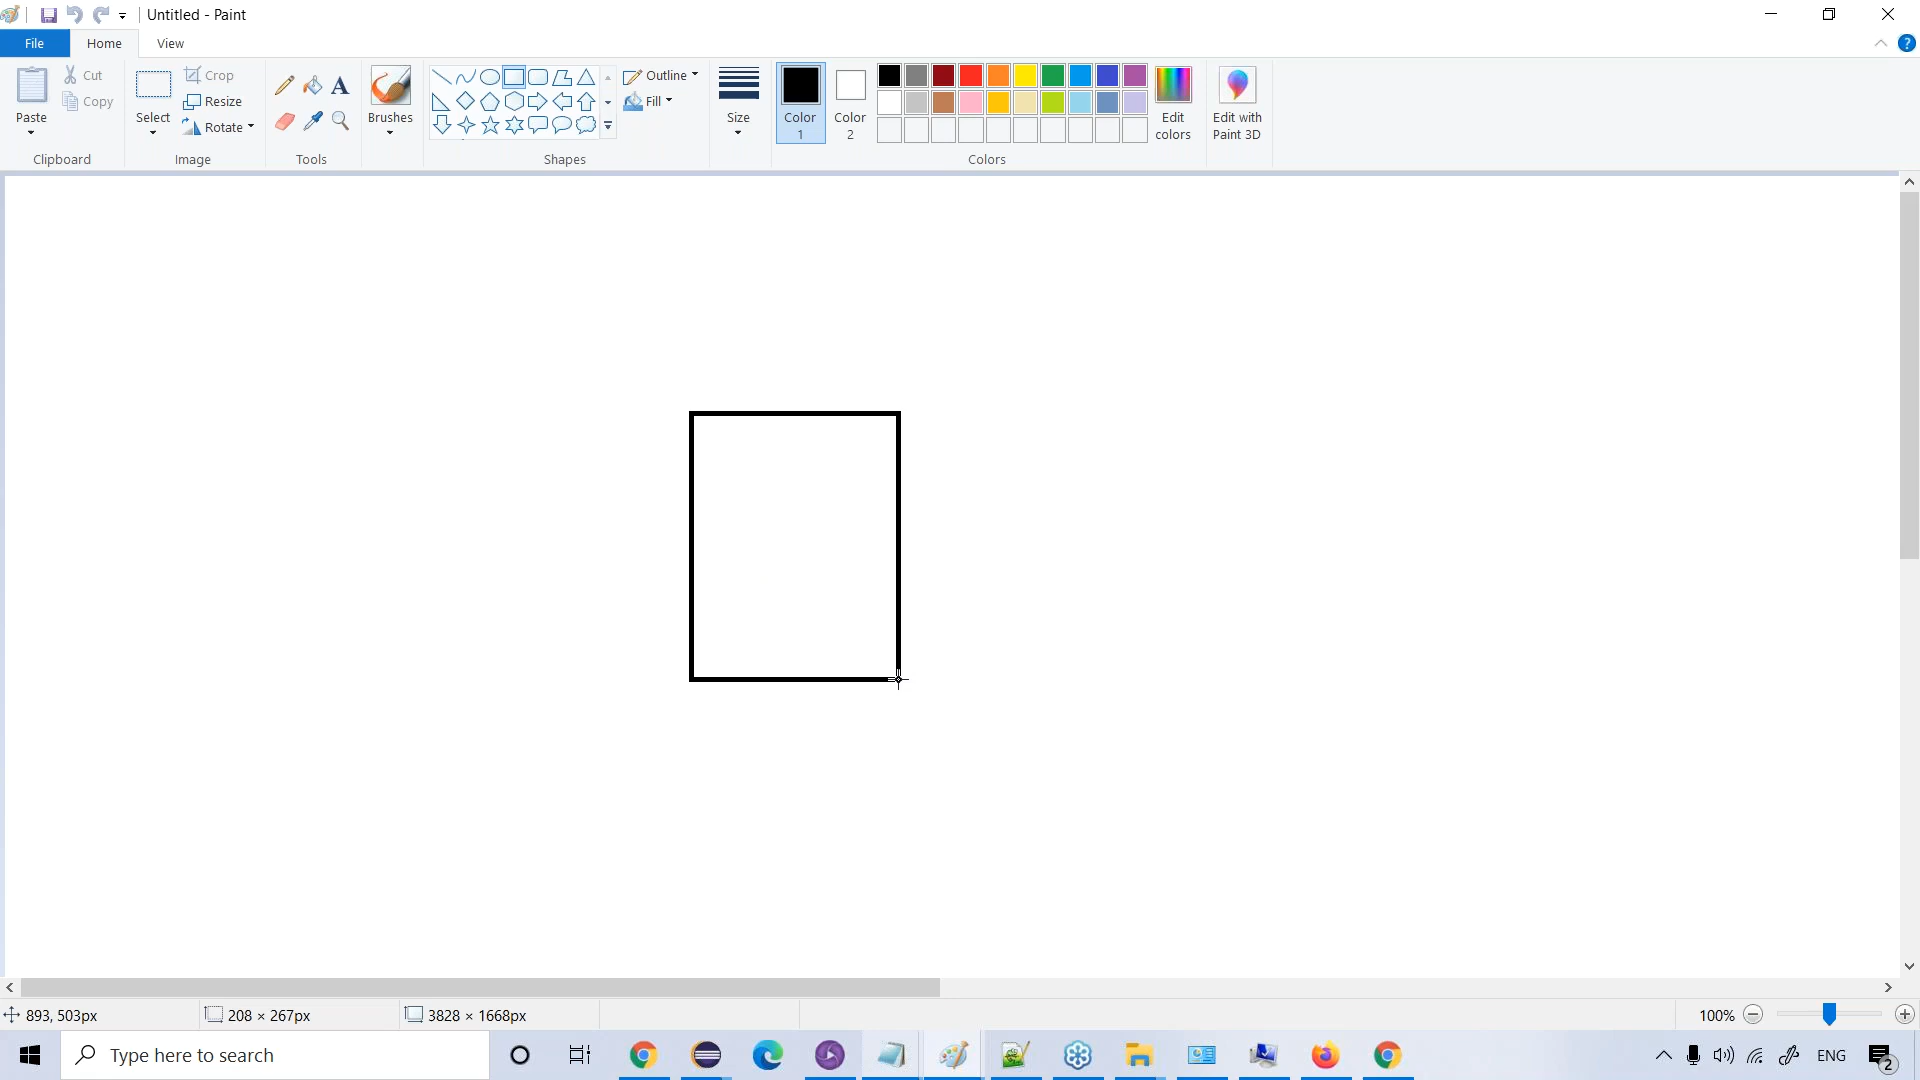 Untitled - Paint
File
Home
View
Paste
Cut
Copy
Clipboard
Select
Crop
Resize
Rotate
Image
A
Tools
Brushes
Outline
Fill
Shapes
Size
Color
1
Color
2
Edit
colors
Colors
Edit with
Paint 3D
893, 503px
208 × 267px
3828 × 1668px
100%
Type here to search
ENG
2